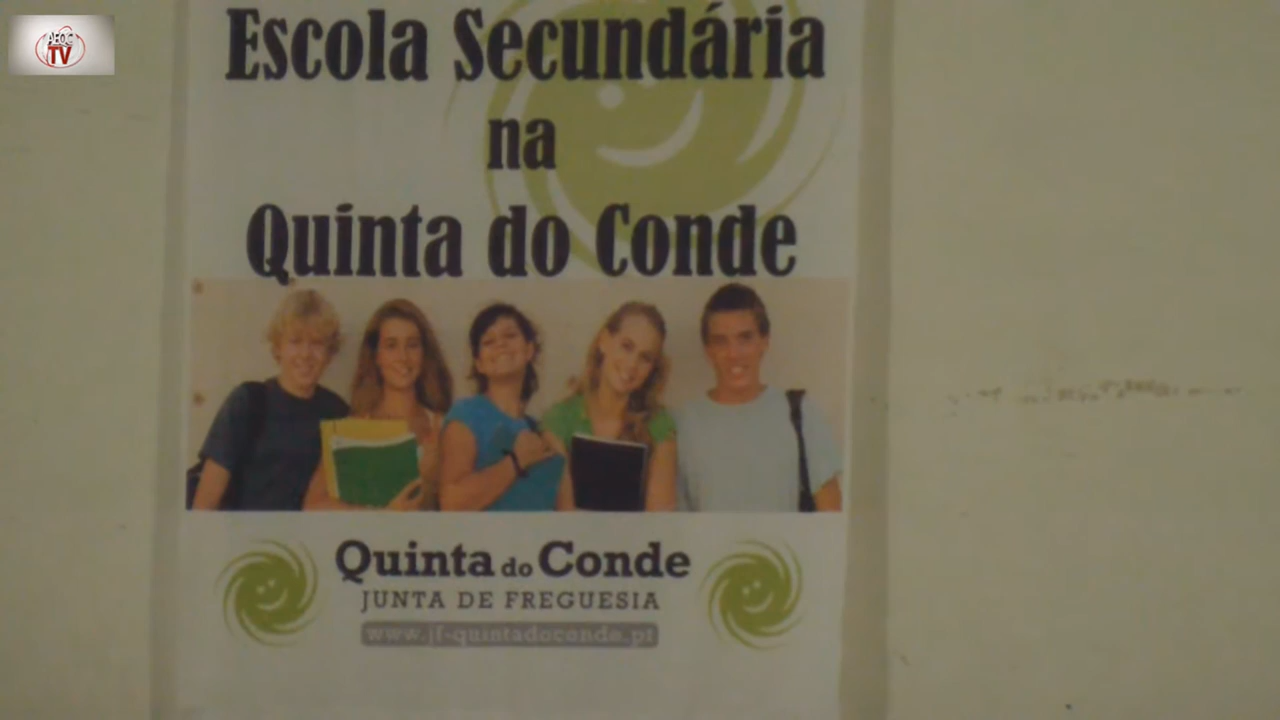 AEQC
TV
Escola Secundária
na
Quinta do Conde
Quinta do Conde
JUNTA DE FREGUESIA
www.jf-quintadoconde.pt